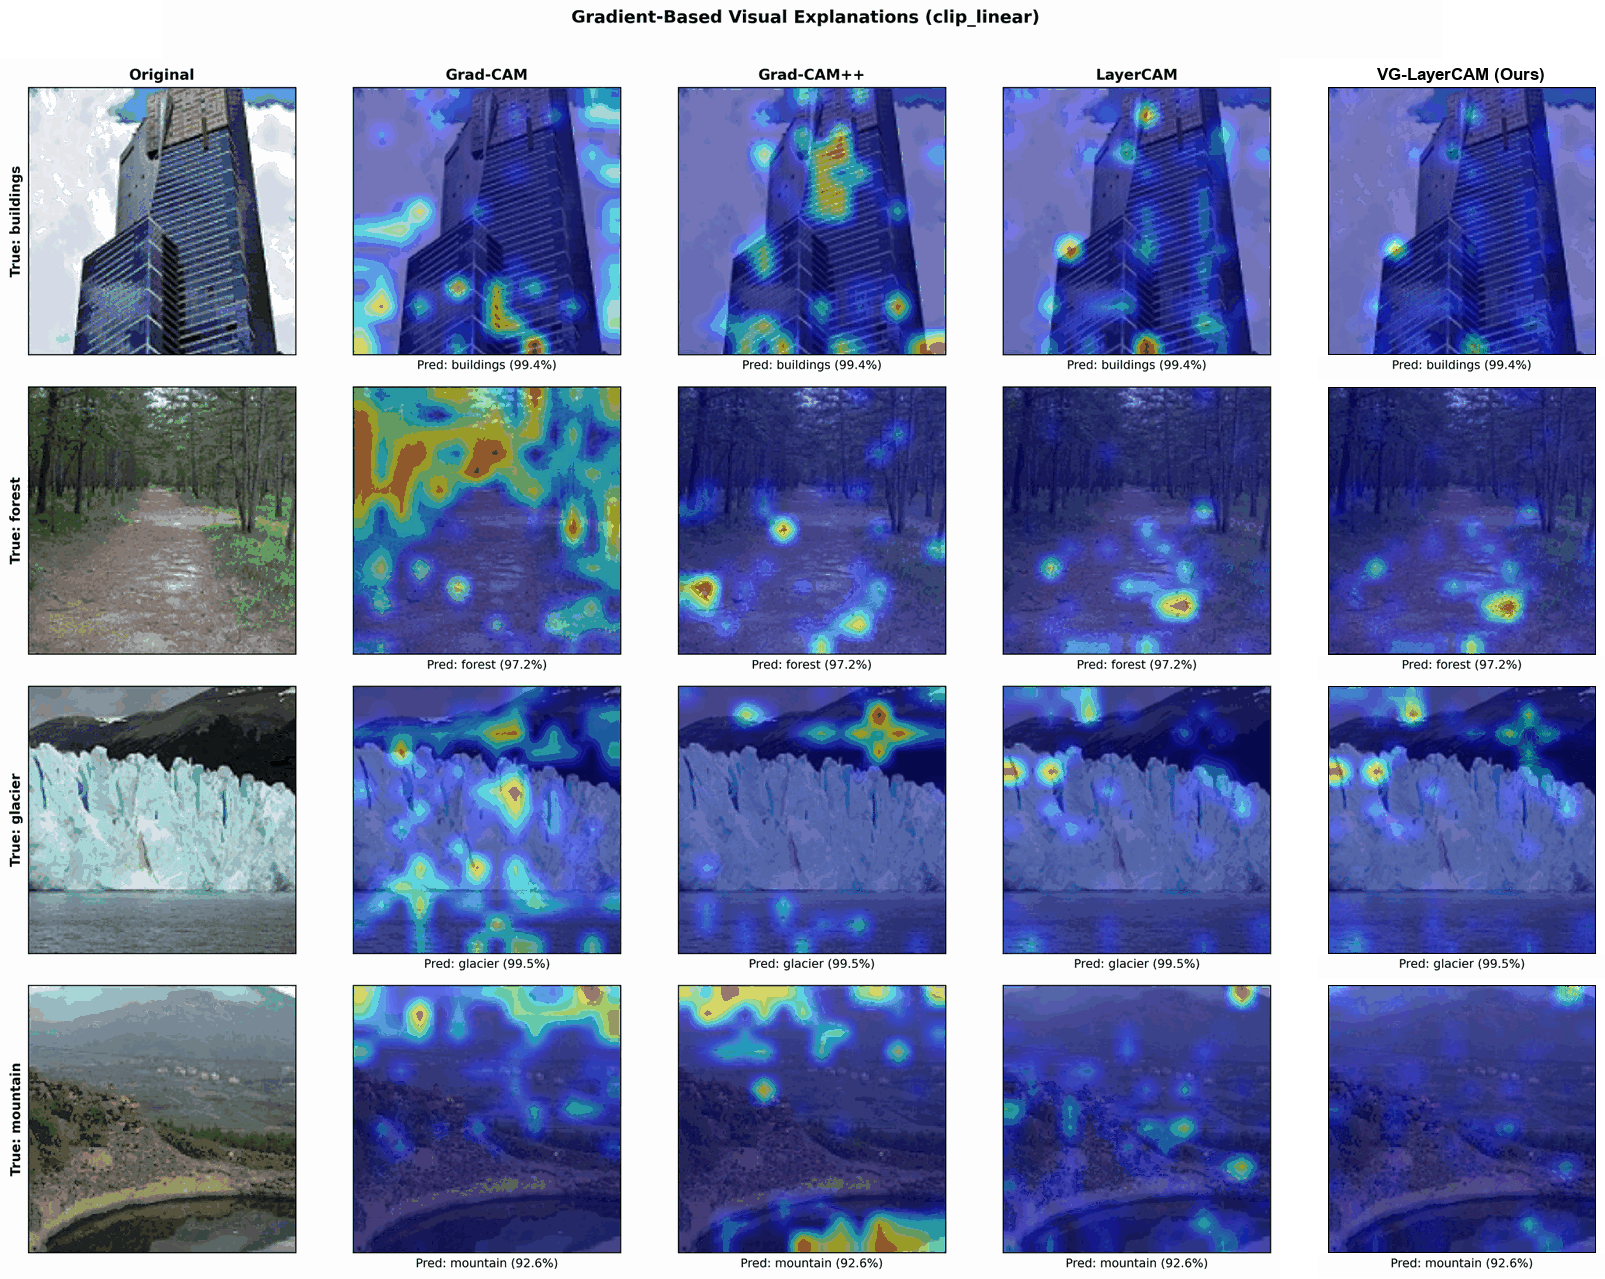 Gradient-Based Visual Explanations (clip_linear)
Original
Grad-CAM
Grad-CAM++
LayerCAM
VG-LayerCAM (Ours)
True: buildings
Pred: buildings (99.4%)
Pred: buildings (99.4%)
Pred: buildings (99.4%)
Pred: buildings (99.4%)
True: forest
Pred: forest (97.2%)
Pred: forest (97.2%)
Pred: forest (97.2%)
Pred: forest (97.2%)
True: glacier
Pred: glacier (99.5%)
Pred: glacier (99.5%)
Pred: glacier (99.5%)
Pred: glacier (99.5%)
True: mountain
Pred: mountain (92.6%)
Pred: mountain (92.6%)
Pred: mountain (92.6%)
Pred: mountain (92.6%)